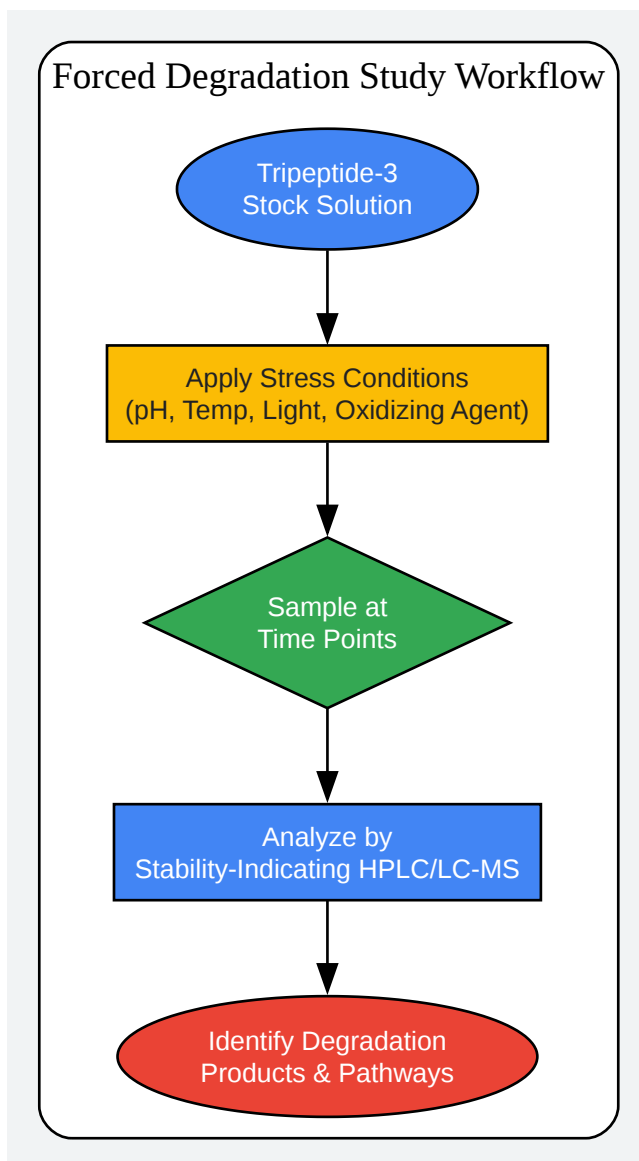 Forced Degradation Study Workflow
Tripeptide-3
Stock Solution
Apply Stress Conditions
(pH, Temp, Light, Oxidizing Agent)
Sample at
Time Points
Analyze by
Stability-Indicating HPLC/LC-MS
Identify Degradation
Products & Pathways